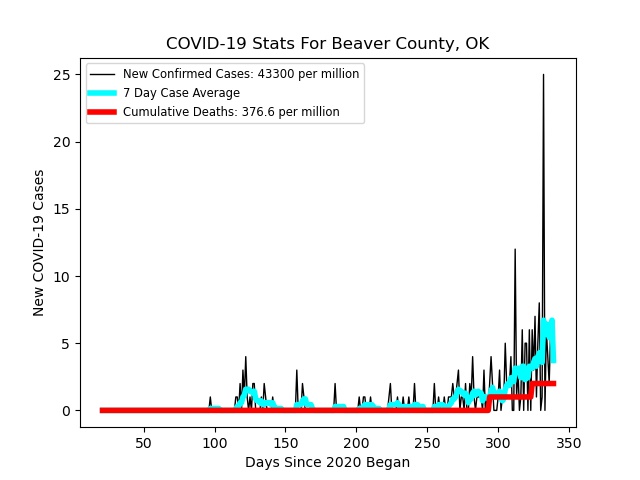 COVID-19 Stats For Beaver County, OK
New Confirmed Cases: 43300 per million
7 Day Case Average
Cumulative Deaths: 376.6 per million
New COVID-19 Cases
25
20
15
10
5
0
50
100
150
200
250
300
350
Days Since 2020 Began